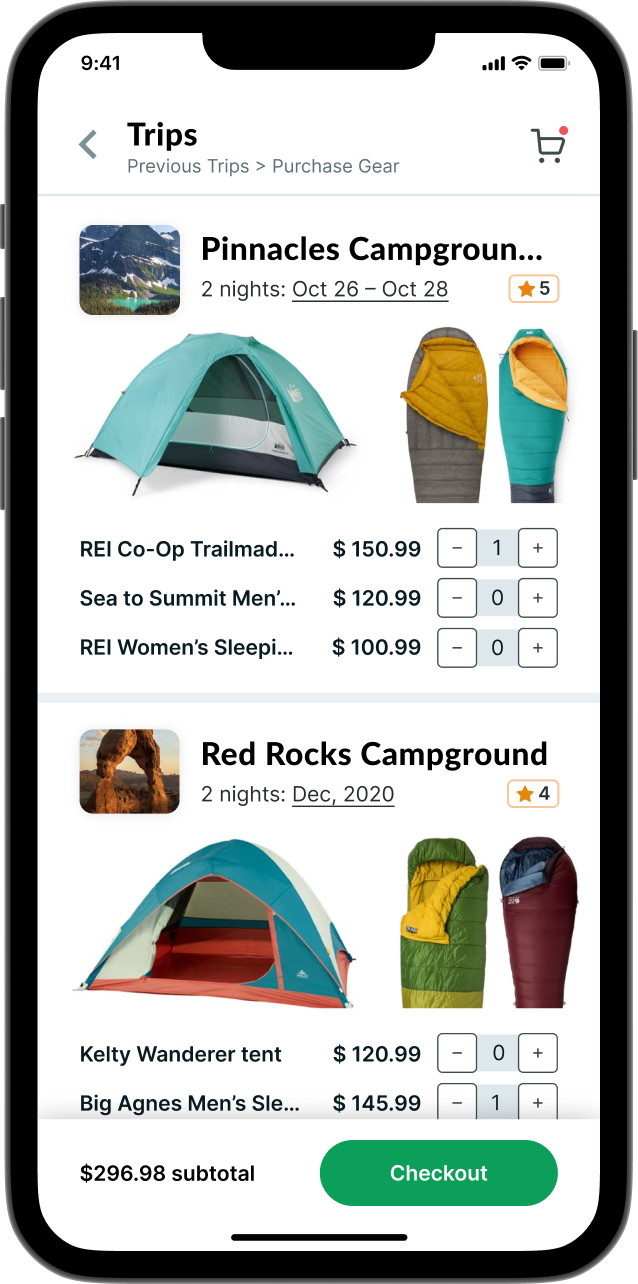 9:41
Trips
Previous Trips > Purchase Gear
Pinnacles Campgroun...
2 nights: Oct 26 – Oct 28
5
REI Co-Op Trailmad...
$ 150.99
− 1 +
Sea to Summit Men’...
$ 120.99
− 0 +
REI Women’s Sleepi...
$ 100.99
− 0 +
Red Rocks Campground
2 nights: Dec, 2020
4
Kelty Wanderer tent
$ 120.99
− 0 +
Big Agnes Men’s Sle...
$ 145.99
− 1 +
$296.98 subtotal
Checkout